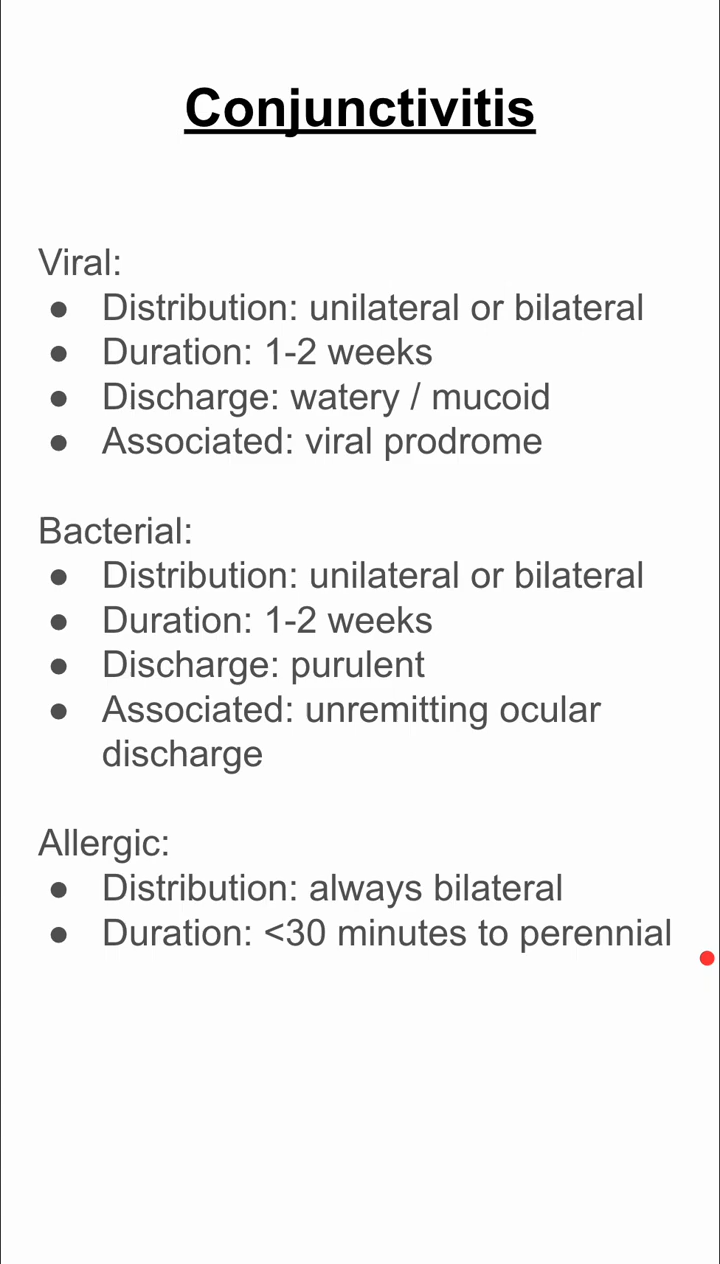 Conjunctivitis
Viral:
● Distribution: unilateral or bilateral
● Duration: 1-2 weeks
● Discharge: watery / mucoid
● Associated: viral prodrome
Bacterial:
● Distribution: unilateral or bilateral
● Duration: 1-2 weeks
● Discharge: purulent
● Associated: unremitting ocular
discharge
Allergic:
● Distribution: always bilateral
● Duration: <30 minutes to perennial